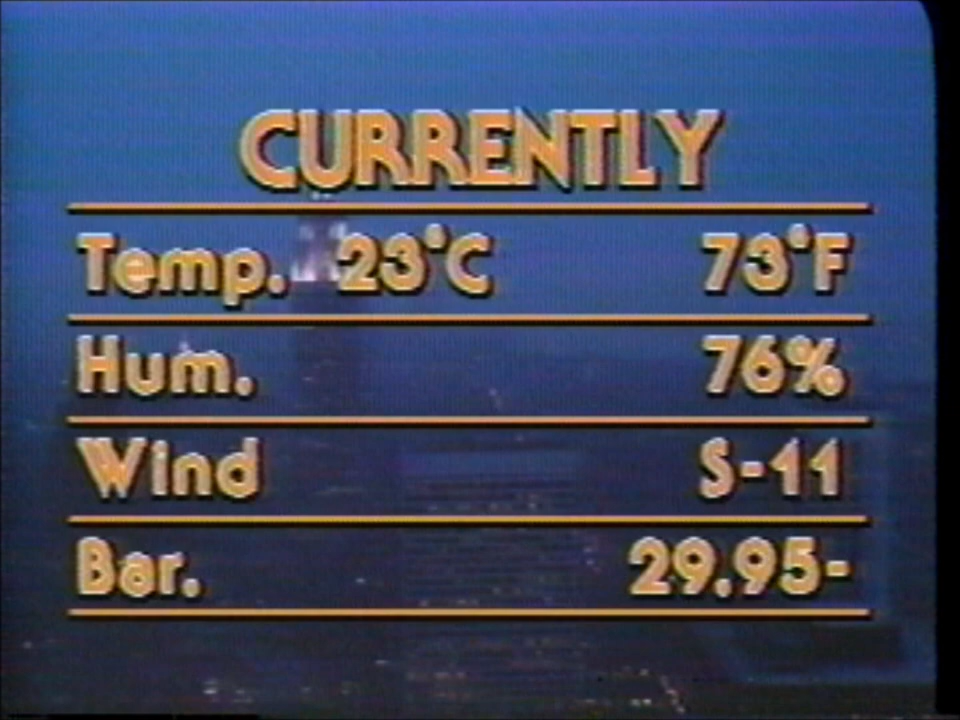 CURRENTLY
Temp. 23°C 73°F
Hum. 76%
Wind S-11
Bar. 29.95-